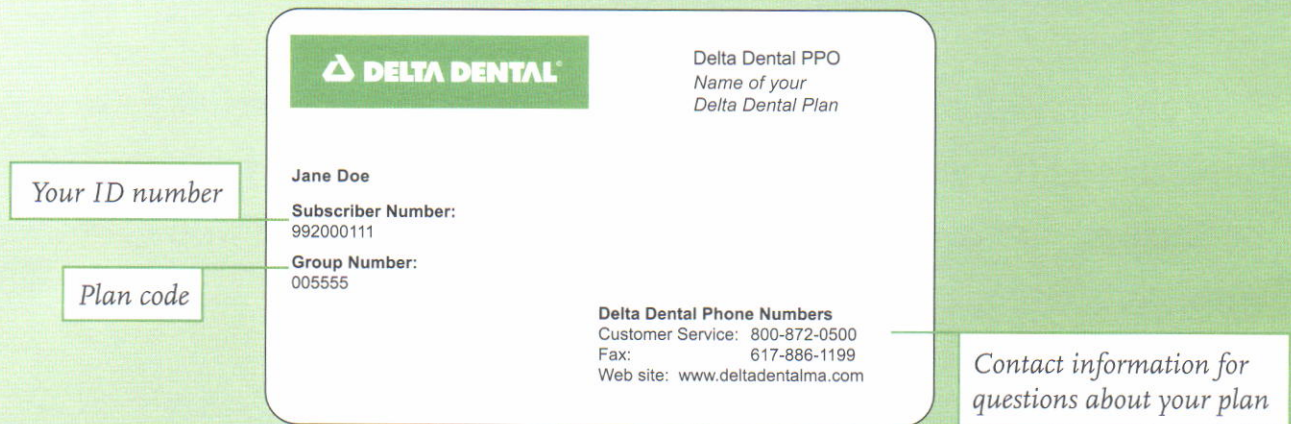 DELTA DENTAL®
Delta Dental PPO
Name of your
Delta Dental Plan
Your ID number
Jane Doe
Subscriber Number:
992000111
Plan code
Group Number:
005555
Delta Dental Phone Numbers
Customer Service: 800-872-0500
Fax: 617-886-1199
Web site: www.deltadentalma.com
Contact information for
questions about your plan